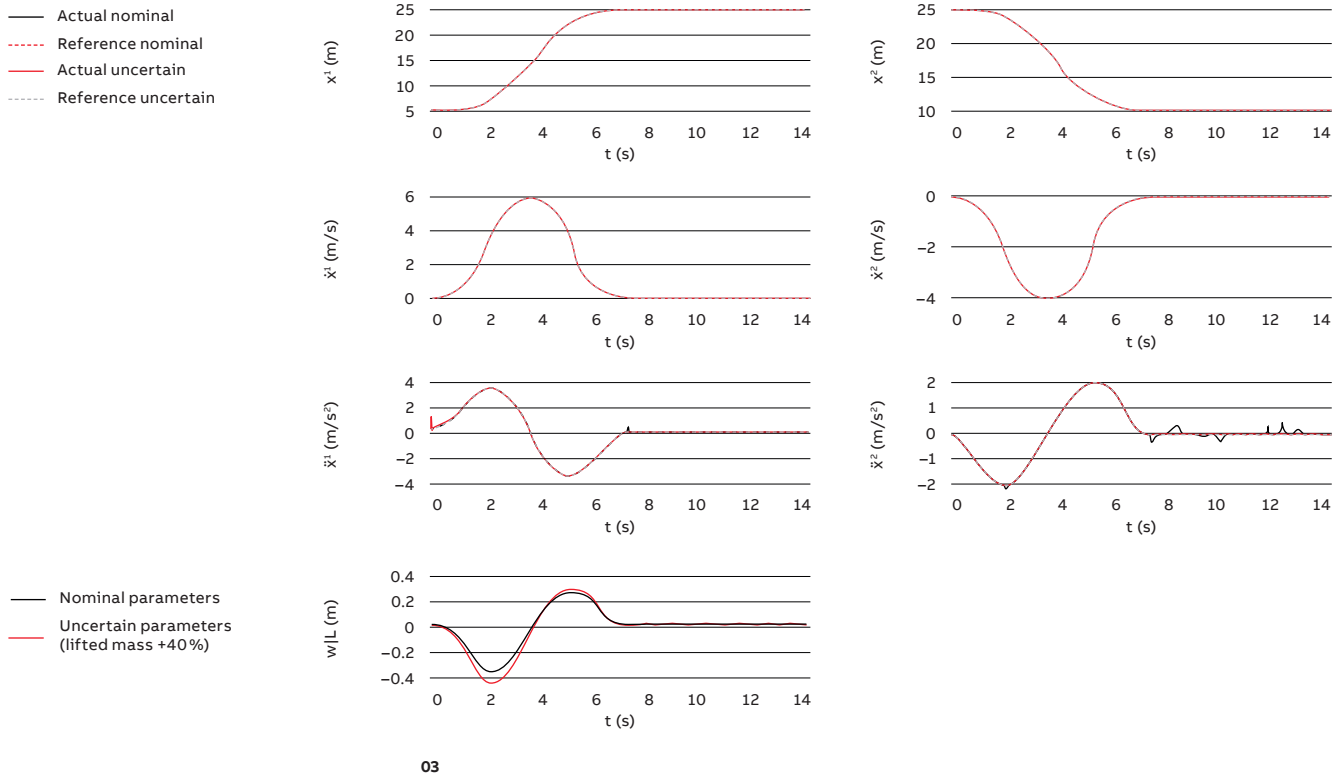 Actual nominal
Reference nominal
Actual uncertain
Reference uncertain
x¹ (m)
25
20
15
10
5
0 2 4 6 8 10 12 14
t (s)
x² (m)
25
20
15
10
0 2 4 6 8 10 12 14
t (s)
ẋ¹ (m/s)
6
4
2
0
0 2 4 6 8 10 12 14
t (s)
ẋ² (m/s)
0
−2
−4
0 2 4 6 8 10 12 14
t (s)
ẍ¹ (m/s²)
4
2
0
−2
−4
0 2 4 6 8 10 12 14
t (s)
ẍ² (m/s²)
2
1
0
−1
−2
0 2 4 6 8 10 12 14
t (s)
Nominal parameters
Uncertain parameters
(lifted mass +40 %)
w|L (m)
0.4
0.2
0
−0.2
−0.4
0 2 4 6 8 10 12 14
t (s)
03